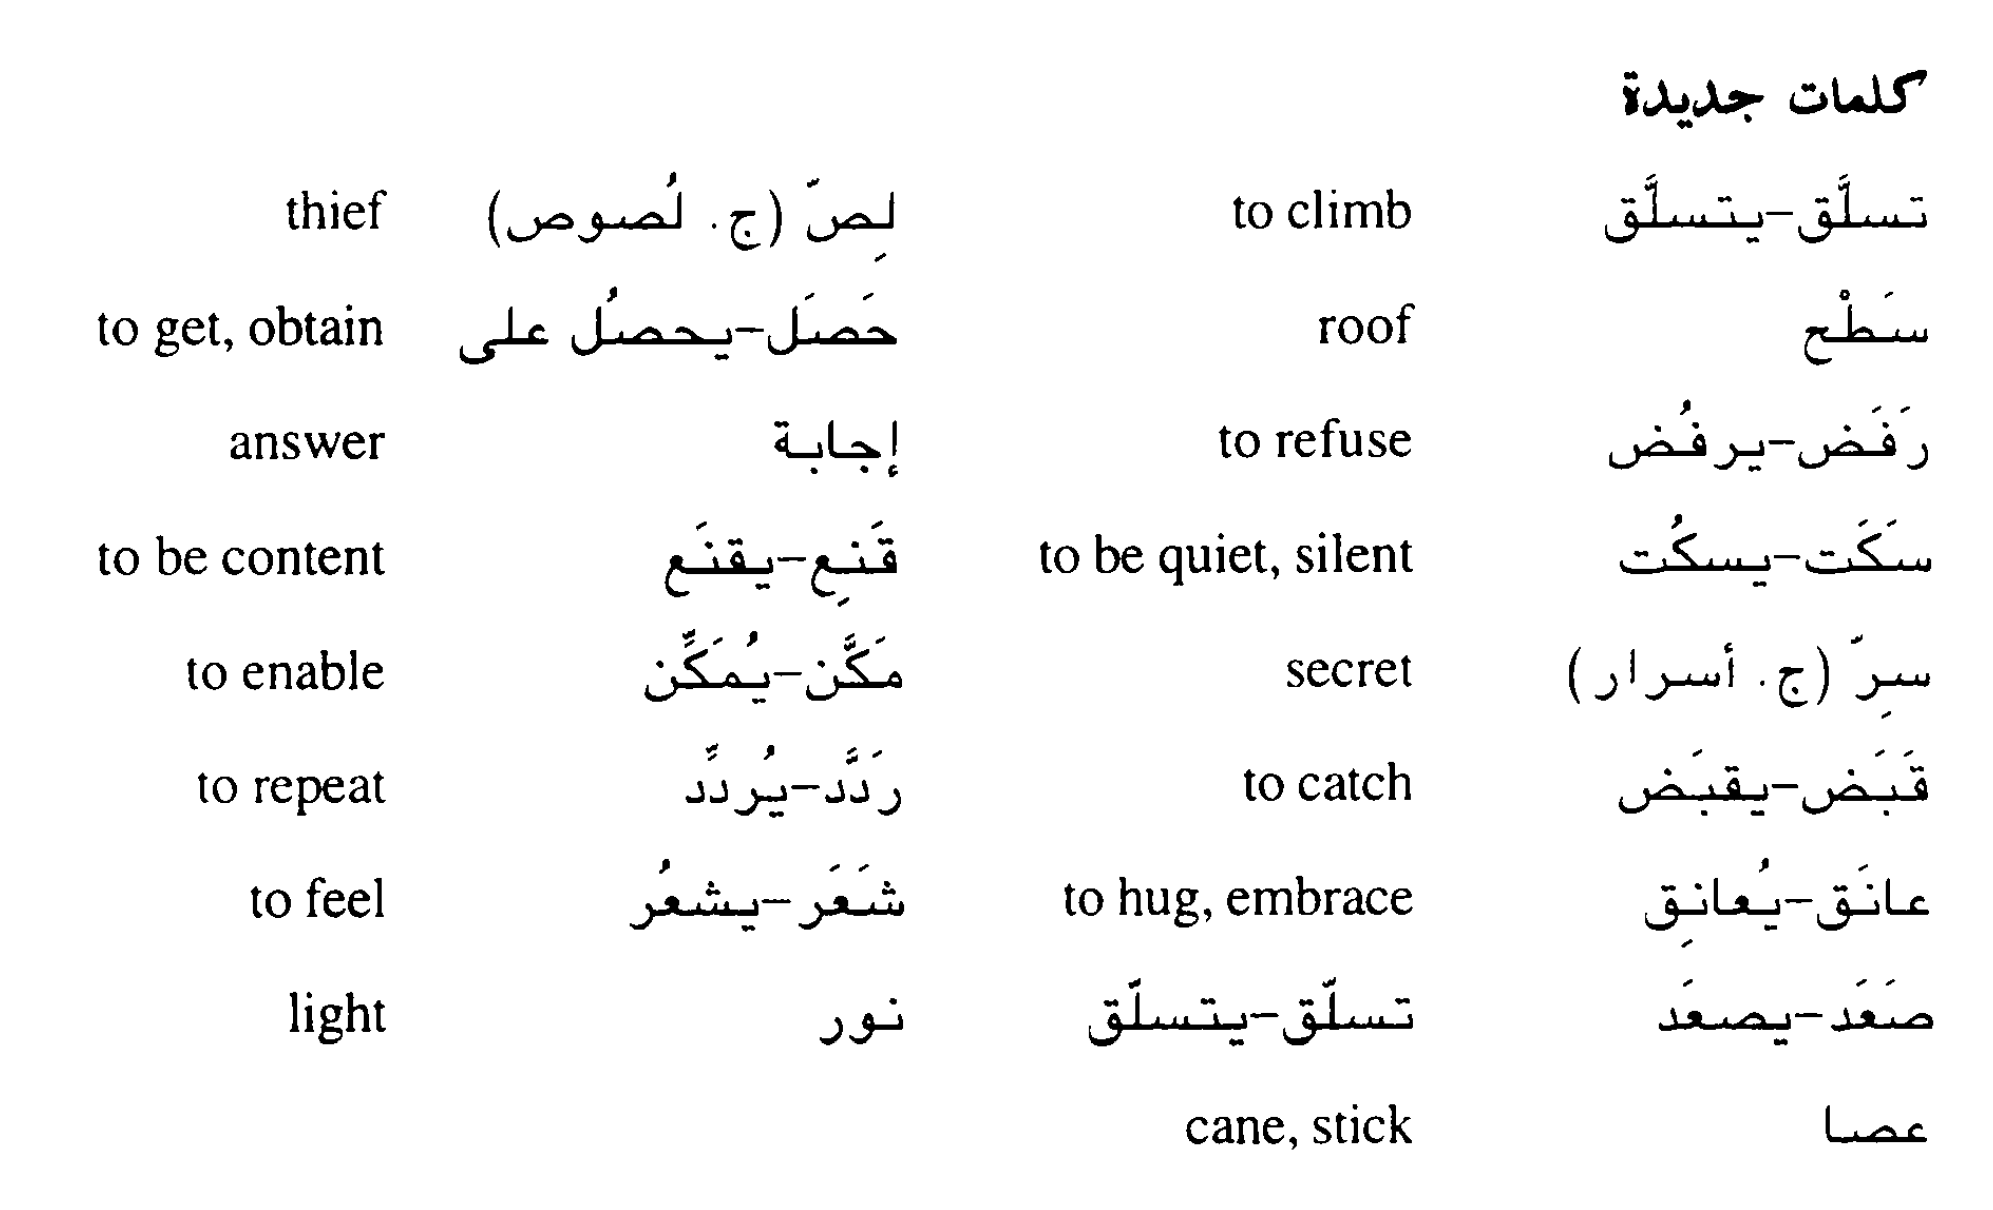 كلمات جديدة
تسلَّق-يتسلَّق to climb لِصّ (ج. لُصوص) thief
سَطْح roof حَصَل-يحصُل على to get, obtain
رَفَض-يرفُض to refuse إجابة answer
سَكَت-يسكُت to be quiet, silent قَنِع-يقنَع to be content
سِرّ (ج. أسرار) secret مَكَّن-يُمَكِّن to enable
قَبَض-يقبَض to catch ردَّد-يُردِّد to repeat
عانَق-يُعانِق to hug, embrace شَعَر-يشعُر to feel
صَعَد-يصعَد تسلّق-يتسلّق نور light
عصا cane, stick